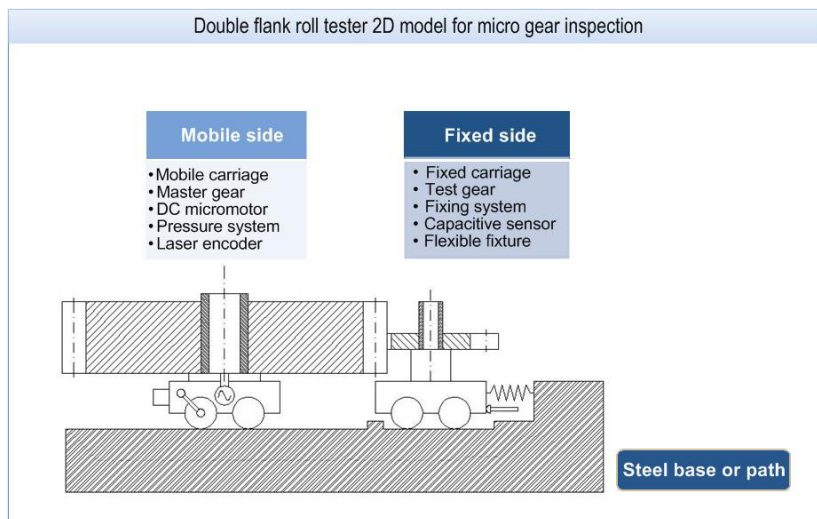 Double flank roll tester 2D model for micro gear inspection
Mobile side
•Mobile carriage
•Master gear
•DC micromotor
•Pressure system
•Laser encoder
Fixed side
• Fixed carriage
• Test gear
• Fixing system
• Capacitive sensor
• Flexible fixture
Steel base or path